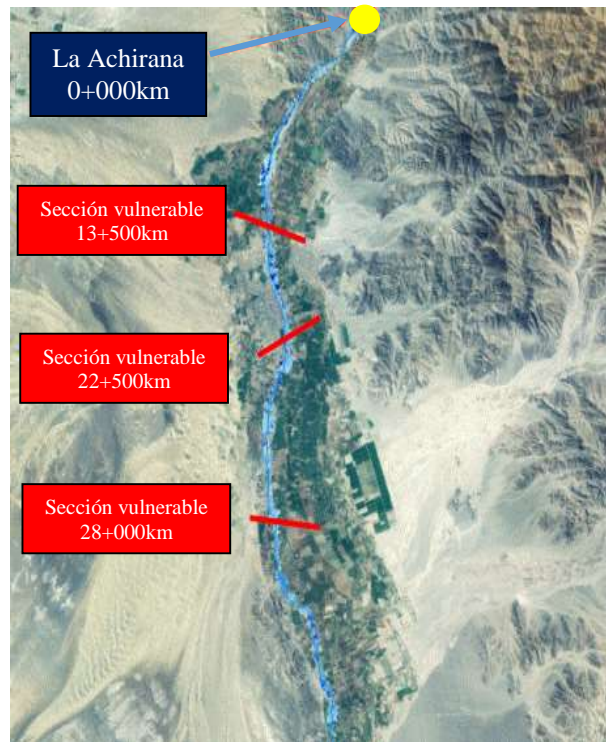 La Achirana
0+000km
Sección vulnerable
13+500km
Sección vulnerable
22+500km
Sección vulnerable
28+000km